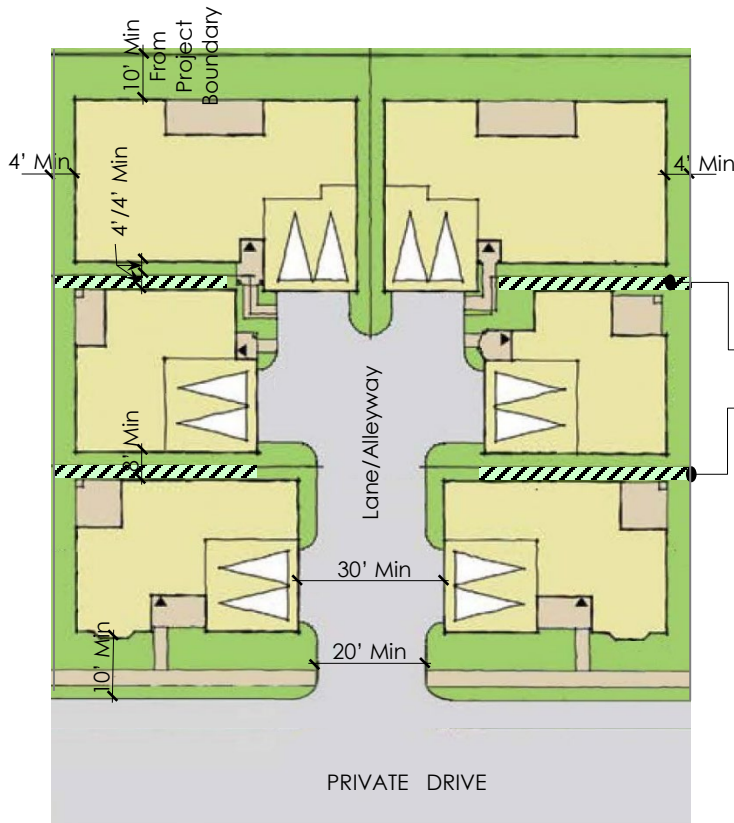 10' Min
From
Project
Boundary
4' Min
4' Min
4'/4' Min
8' Min
Lane/Alleyway
30' Min
20' Min
10' Min
PRIVATE DRIVE